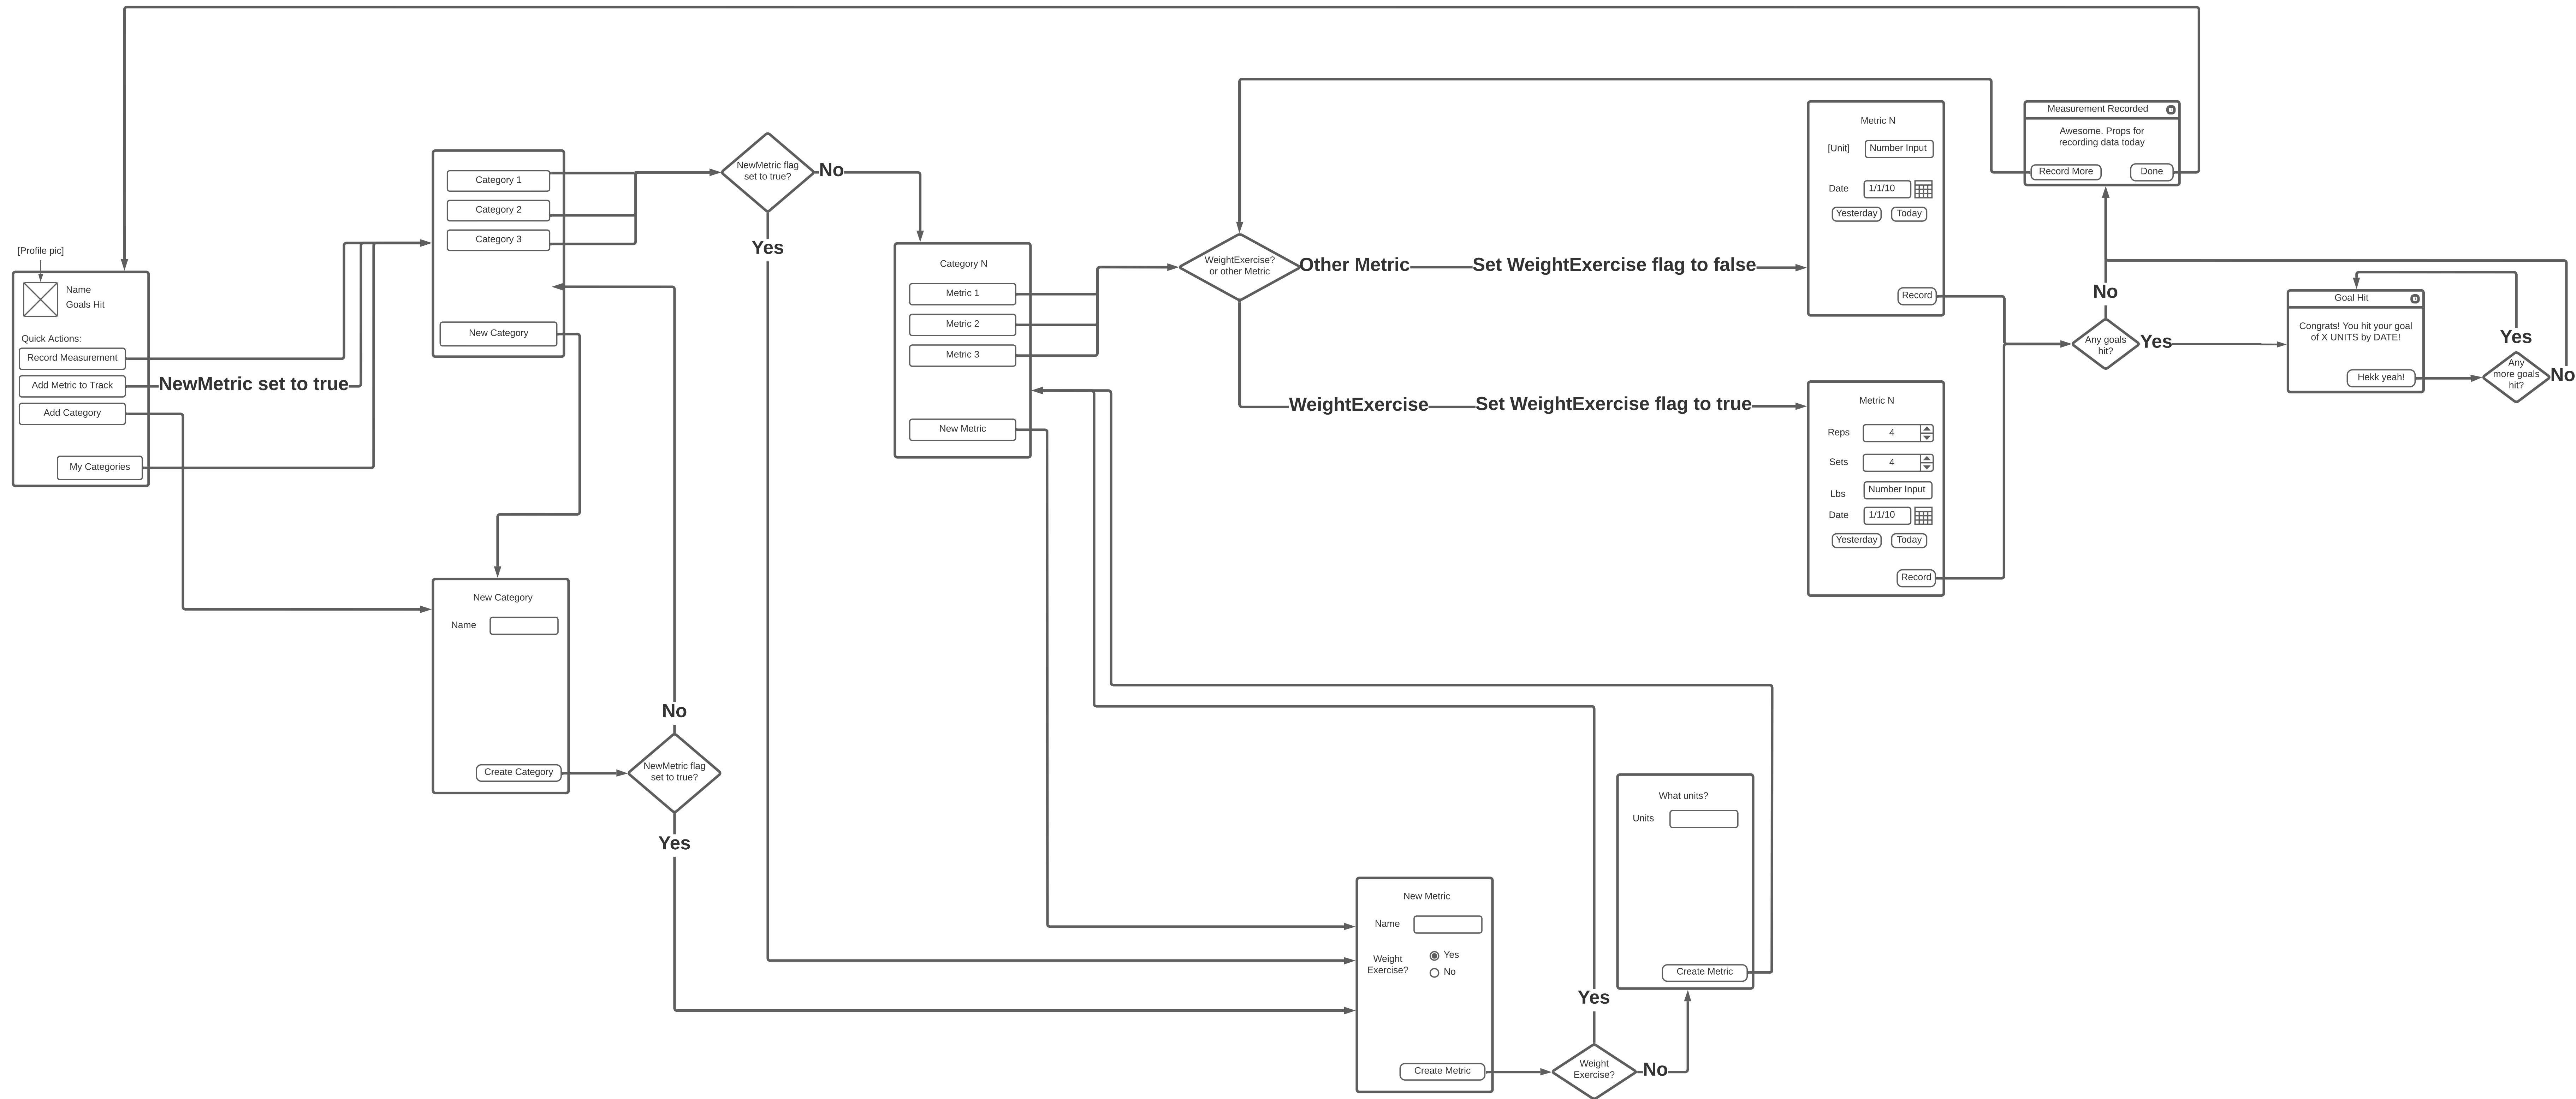 [Profile pic]
Name
Goals Hit
Quick Actions:
Record Measurement
Add Metric to Track
Add Category
My Categories
NewMetric set to true
Category 1
Category 2
Category 3
New Category
New Category
Name
Create Category
NewMetric flag
set to true?
No
Yes
NewMetric flag
set to true?
No
Yes
Category N
Metric 1
Metric 2
Metric 3
New Metric
WeightExercise?
or other Metric
Other Metric
Set WeightExercise flag to false
WeightExercise
Set WeightExercise flag to true
Metric N
[Unit]
Number Input
Date
1/1/10
Yesterday
Today
Record
Metric N
Reps
4
Sets
4
Lbs
Number Input
Date
1/1/10
Yesterday
Today
Record
Measurement Recorded
Awesome. Props for
recording data today
Record More
Done
No
Any goals
hit?
Yes
Goal Hit
Congrats! You hit your goal
of X UNITS by DATE!
Hekk yeah!
Yes
Any
more goals
hit?
No
New Metric
Name
Weight
Exercise?
Yes
No
Create Metric
Yes
Weight
Exercise?
No
What units?
Units
Create Metric